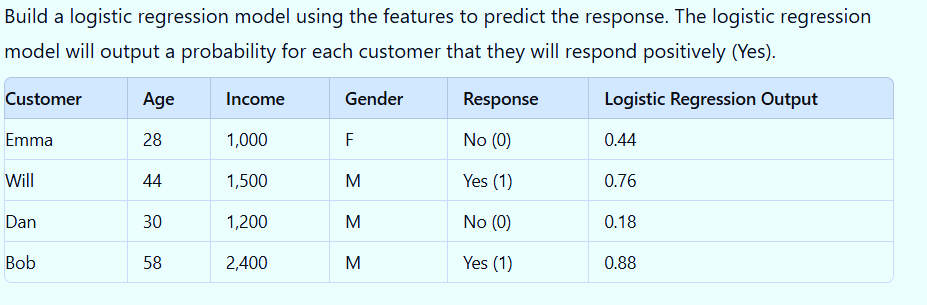 Build a logistic regression model using the features to predict the response. The logistic regression
model will output a probability for each customer that they will respond positively (Yes).
Customer Age Income Gender Response Logistic Regression Output
Emma 28 1,000 F No (0) 0.44
Will 44 1,500 M Yes (1) 0.76
Dan 30 1,200 M No (0) 0.18
Bob 58 2,400 M Yes (1) 0.88